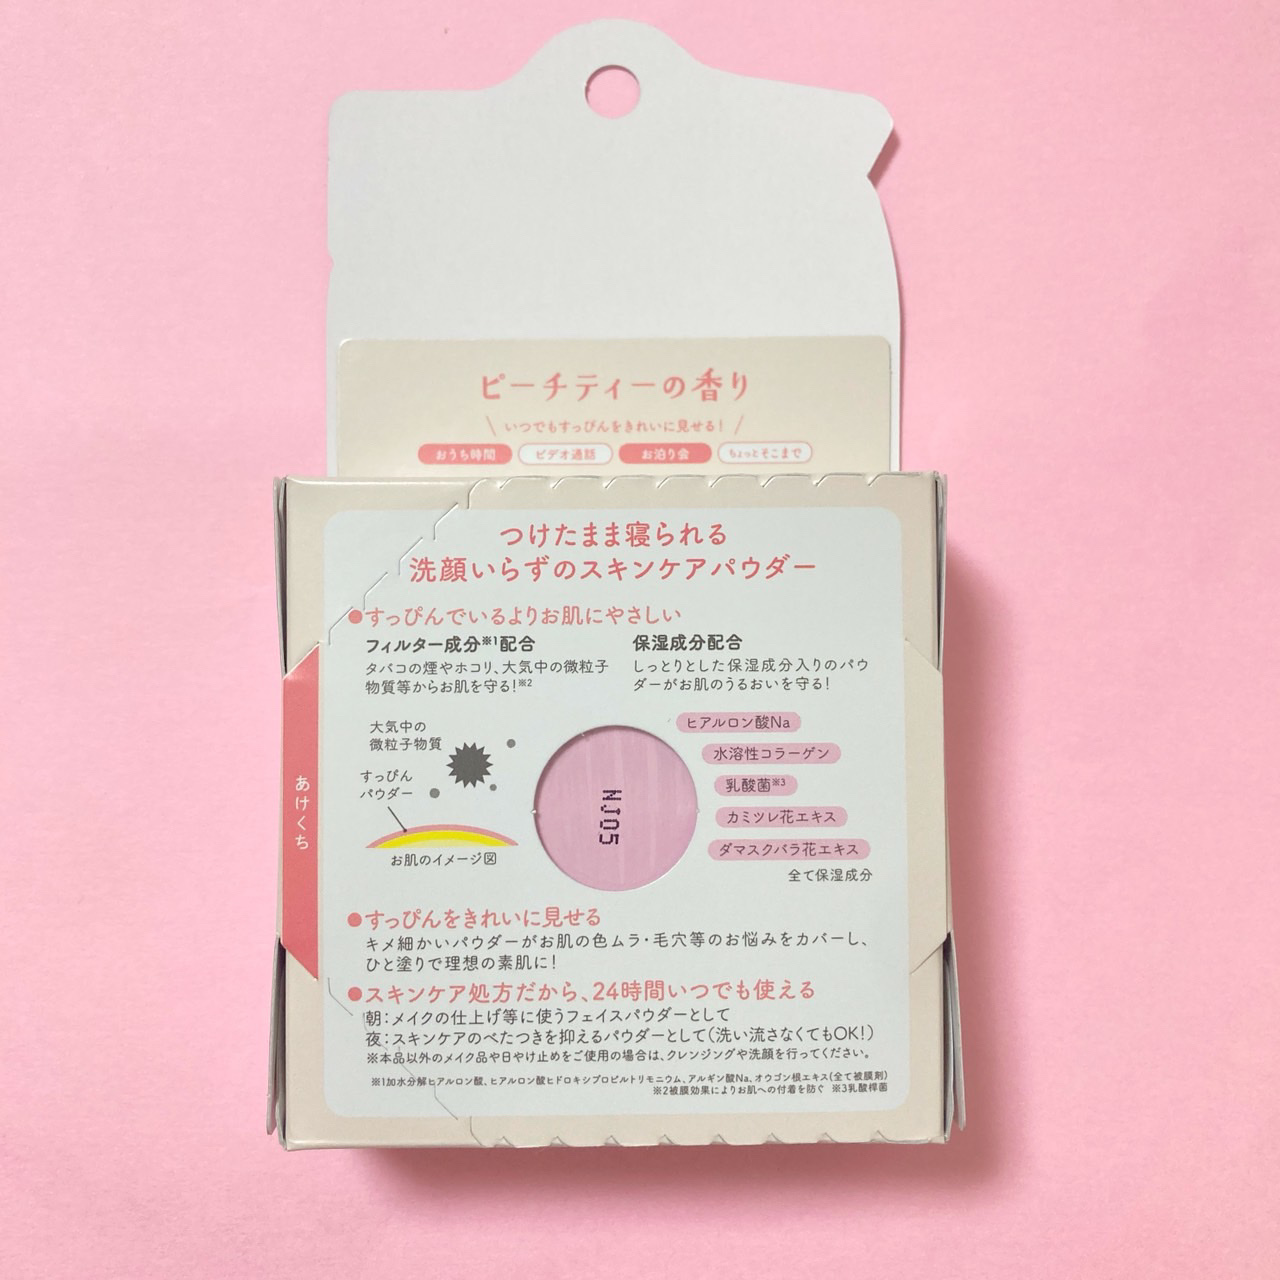 ピーチティーの香り
いつでもすっぴんをきれいに見せる!
おうち時間 ビデオ通話 お泊り会 ちょっとそこまで
つけたまま寝られる
洗顔いらずのスキンケアパウダー
●すっぴんでいるよりお肌にやさしい
フィルター成分※1配合
タバコの煙やホコリ、大気中の微粒子
物質等からお肌を守る!※2
保湿成分配合
しっとりとした保湿成分入りのパウ
ダーがお肌のうるおいを守る!
大気中の
微粒子物質
すっぴん
パウダー
お肌のイメージ図
NJ05
ヒアルロン酸Na
水溶性コラーゲン
乳酸菌※3
カミツレ花エキス
ダマスクバラ花エキス
全て保湿成分
あけくち
●すっぴんをきれいに見せる
キメ細かいパウダーがお肌の色ムラ・毛穴等のお悩みをカバーし、
ひと塗りで理想の素肌に!
●スキンケア処方だから、24時間いつでも使える
朝:メイクの仕上げ等に使うフェイスパウダーとして
夜:スキンケアのべたつきを抑えるパウダーとして(洗い流さなくてもOK!)
※本品以外のメイク品や日やけ止めをご使用の場合は、クレンジングや洗顔を行ってください。
※1加水分解ヒアルロン酸、ヒアルロン酸ヒドロキシプロピルトリモニウム、アルギン酸Na、オウゴン根エキス(全て被膜剤)
※2被膜効果によりお肌への付着を防ぐ ※3乳酸桿菌